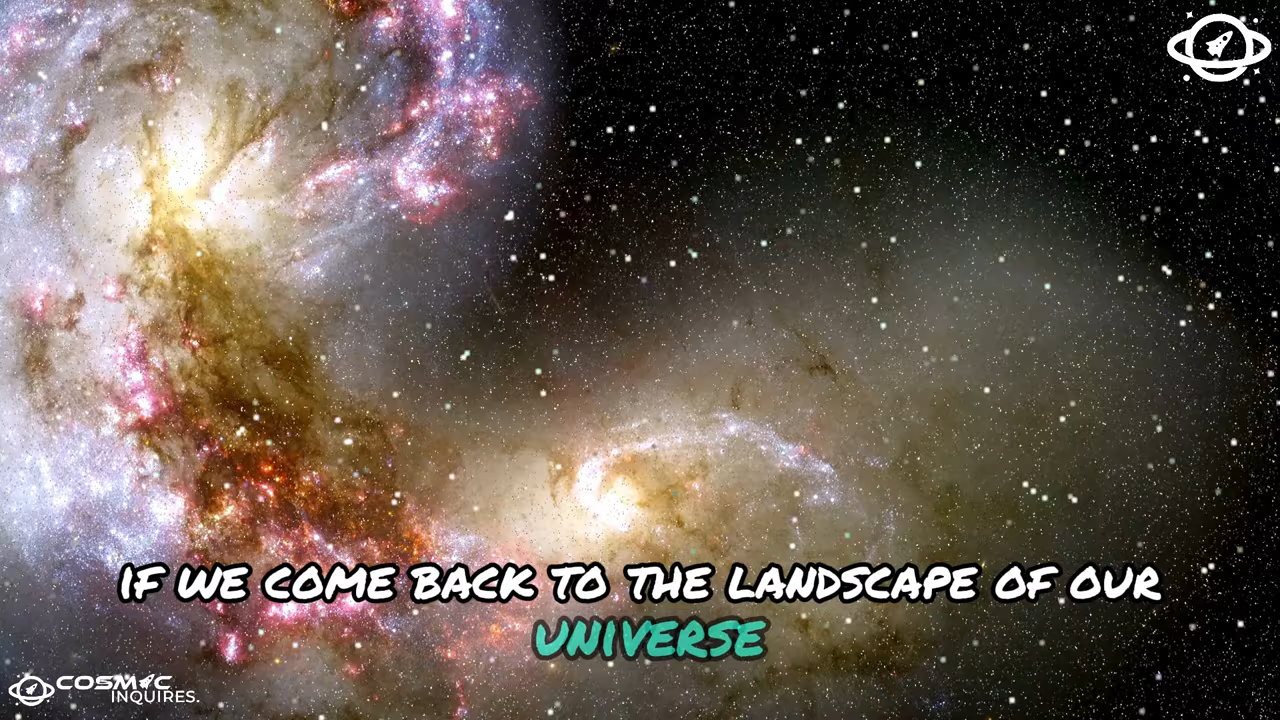 IF WE COME BACK TO THE LANDSCAPE OF OUR
UNIVERSE
COSMIC
INQUIRES.